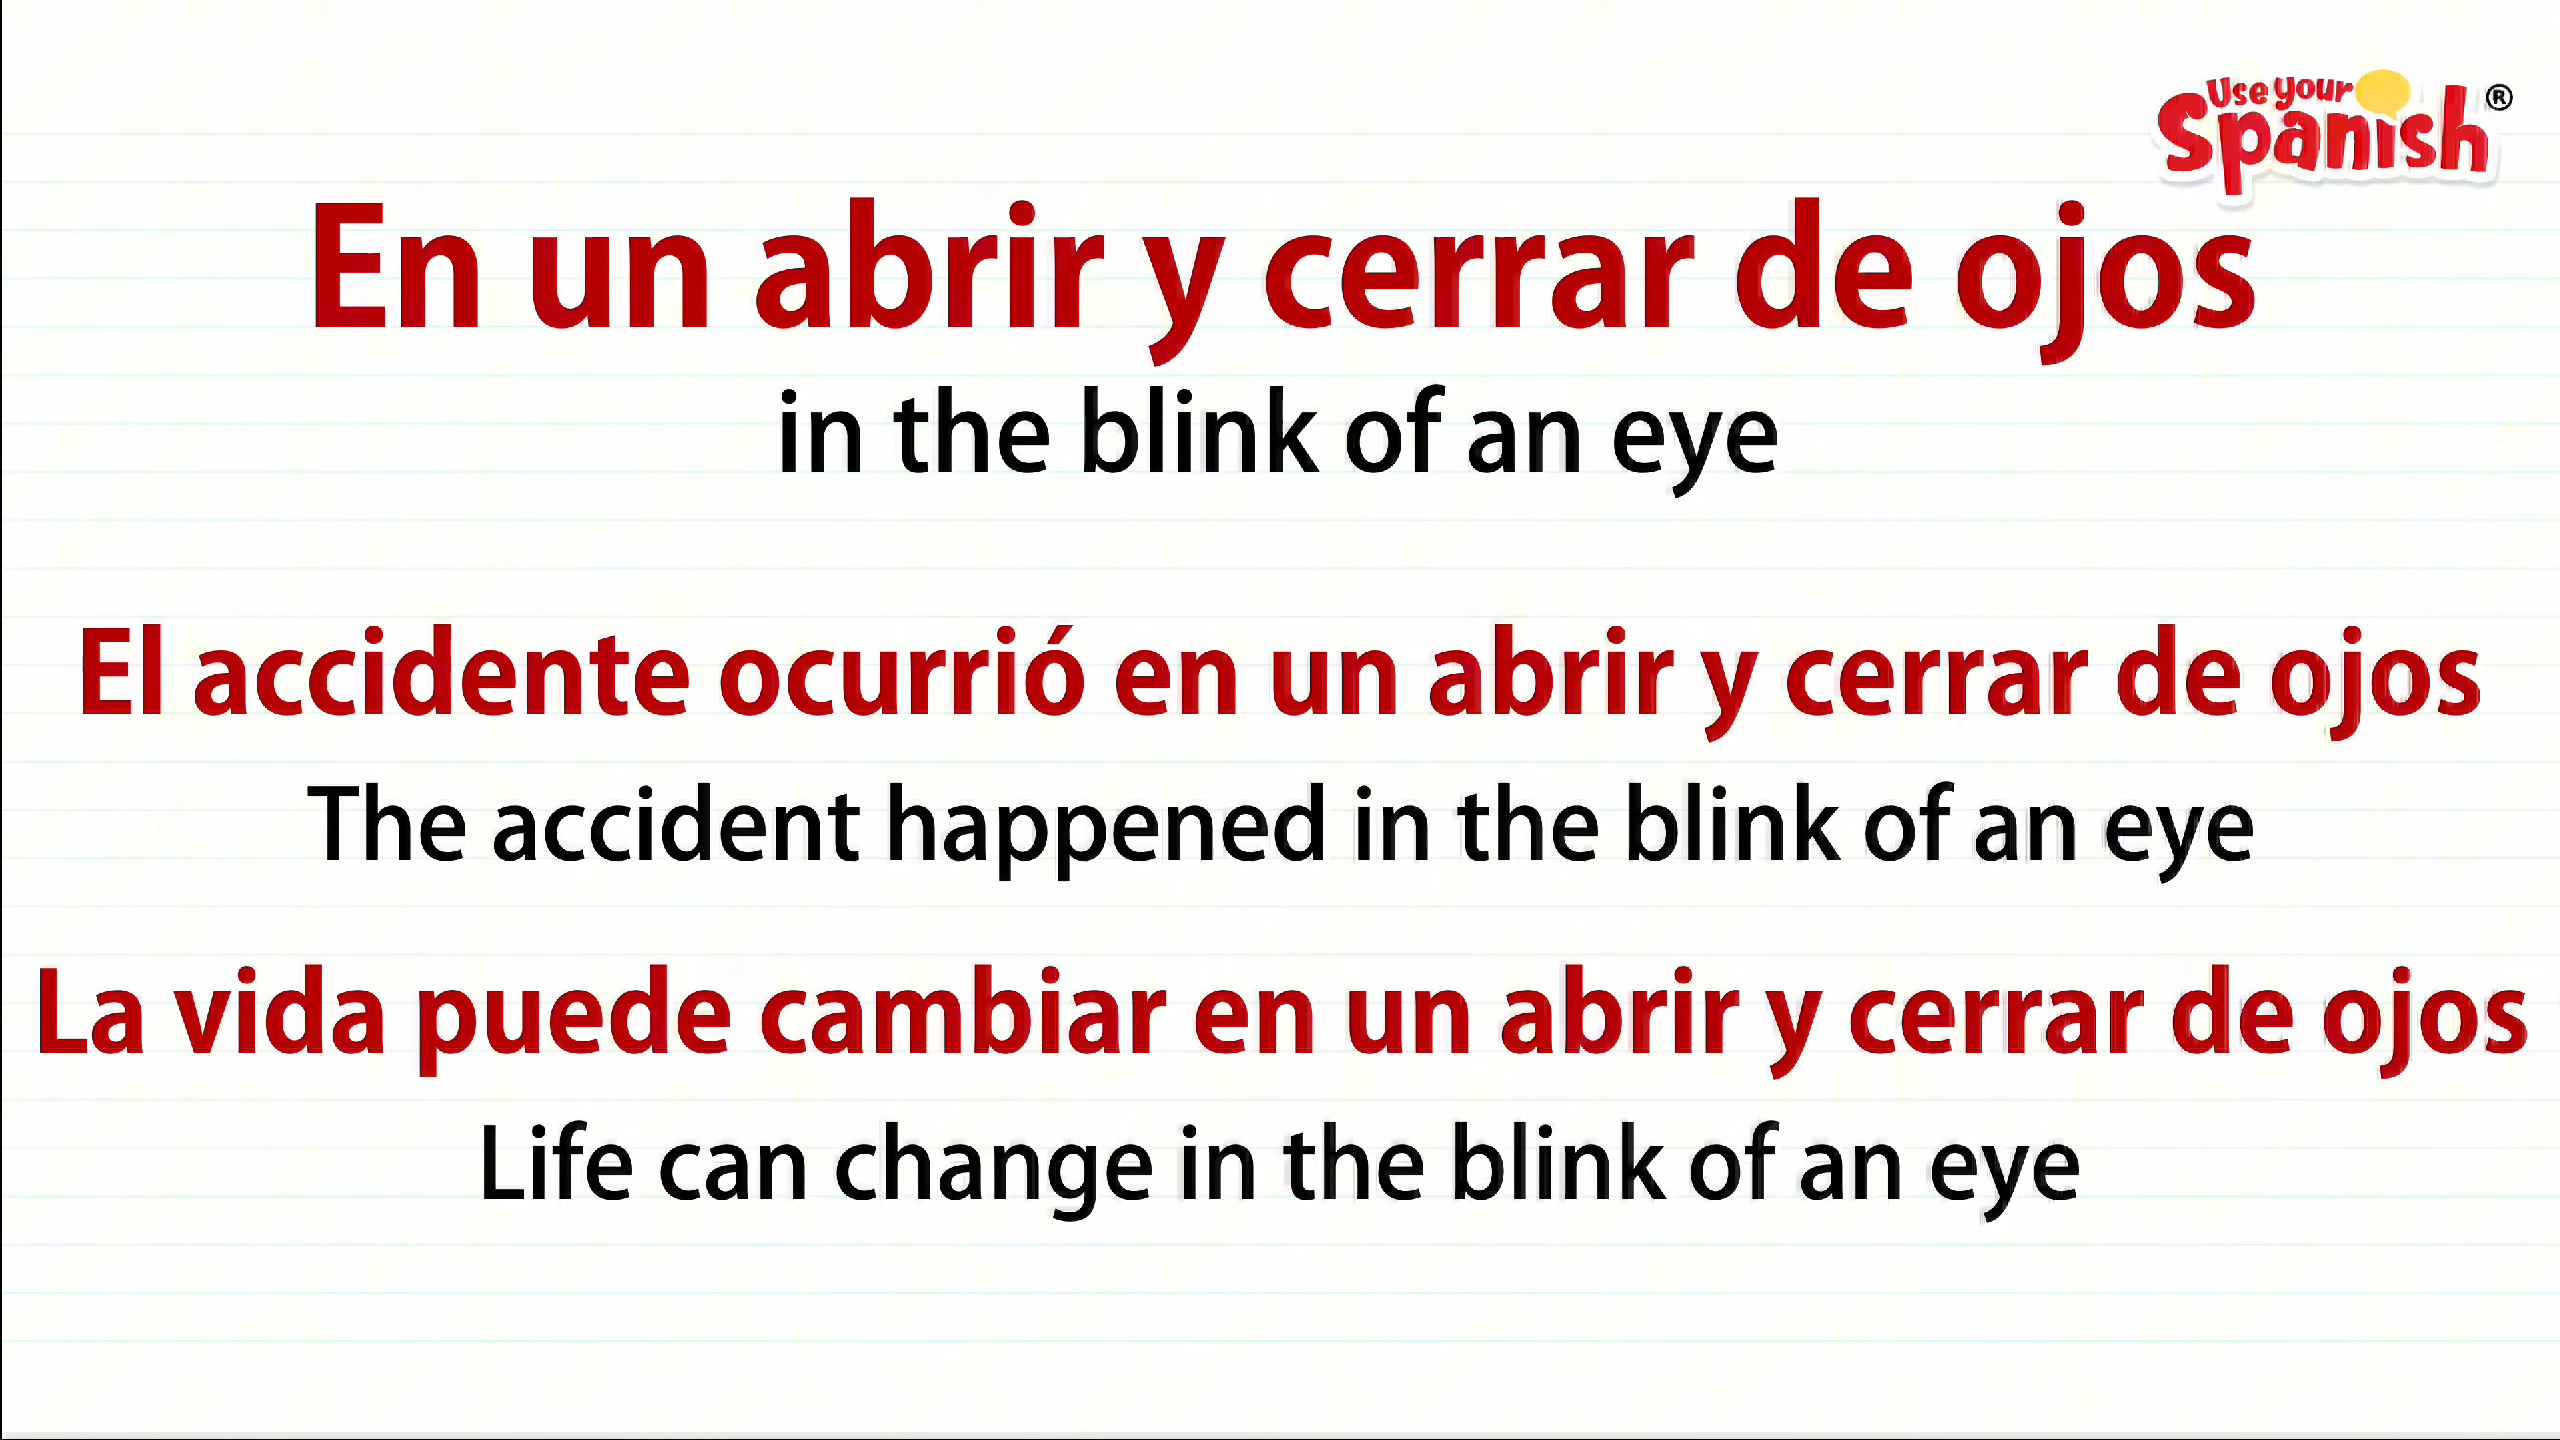 Use your
Spanish®
En un abrir y cerrar de ojos
in the blink of an eye
El accidente ocurrió en un abrir y cerrar de ojos
The accident happened in the blink of an eye
La vida puede cambiar en un abrir y cerrar de ojos
Life can change in the blink of an eye